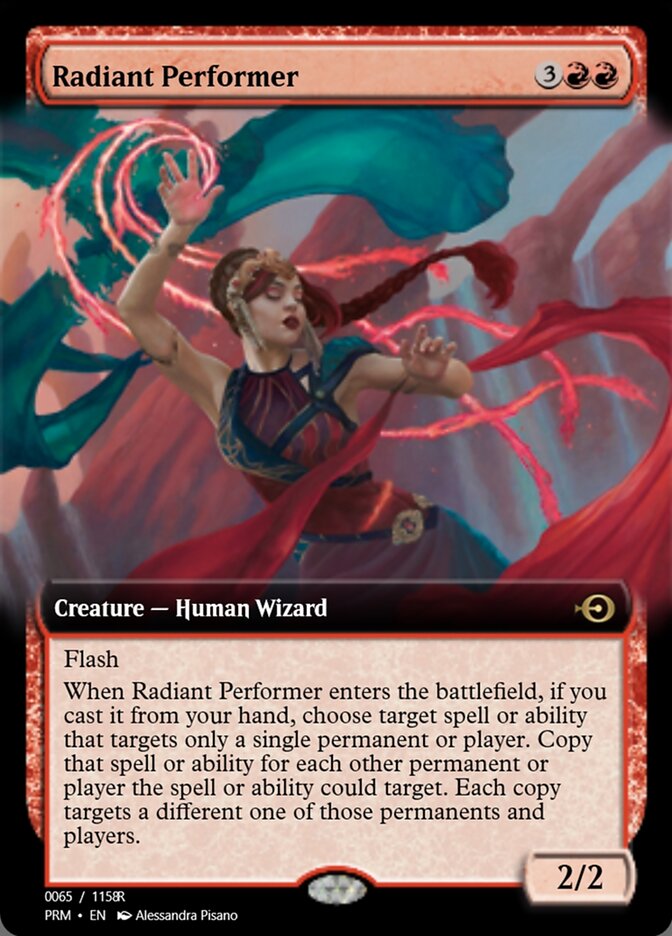 Radiant Performer
3
Creature — Human Wizard
Flash
When Radiant Performer enters the battlefield, if you
cast it from your hand, choose target spell or ability
that targets only a single permanent or player. Copy
that spell or ability for each other permanent or
player the spell or ability could target. Each copy
targets a different one of those permanents and
players.
2/2
0065 / 1158R
PRM • EN Alessandra Pisano